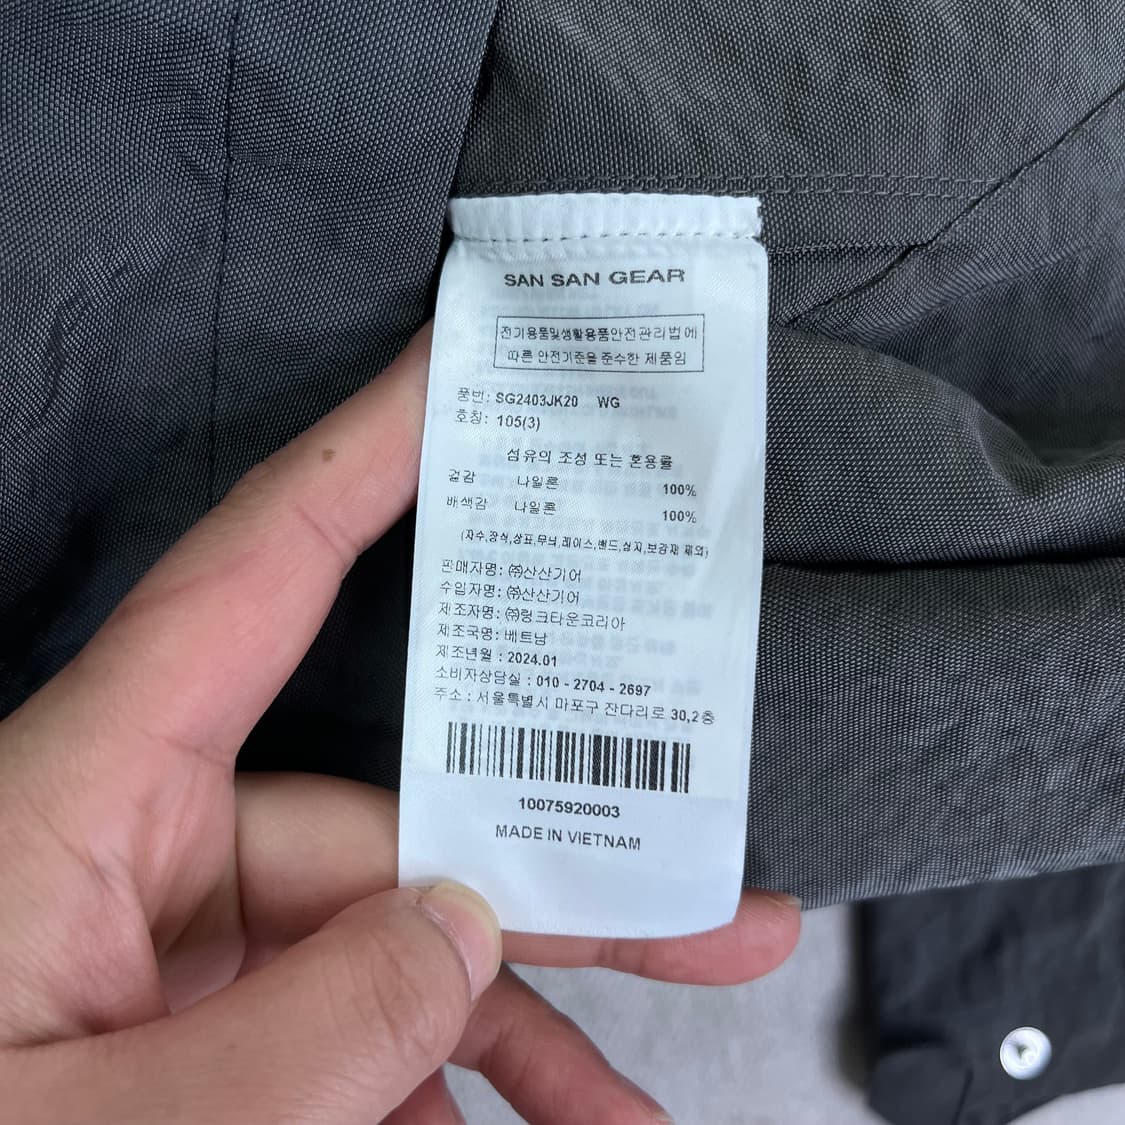 SAN SAN GEAR
전기용품및생활용품안전관리법에
따른 안전기준을 준수한 제품임
품번: SG2403JK20 WG
호칭: 105(3)
섬유의 조성 또는 혼용률
겉감 나일론 100%
배색감 나일론 100%
(자수,장식,상표,무늬,레이스,밴드,심지,보강재 제외)
판매자명: ㈜산산기어
수입자명: ㈜산산기어
제조자명: ㈜링크타운코리아
제조국명: 베트남
제조년월 : 2024.01
소비자상담실 : 010 - 2704 - 2697
주소 : 서울특별시 마포구 잔다리로 30,2층
10075920003
MADE IN VIETNAM